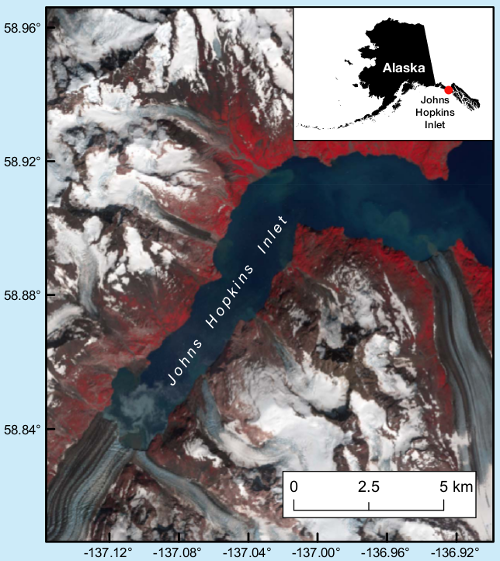 58.96°
58.92°
58.88°
58.84°
Alaska
Johns
Hopkins
Inlet
Johns Hopkins Inlet
0 2.5 5 km
-137.12° -137.08° -137.04° -137.00° -136.96° -136.92°